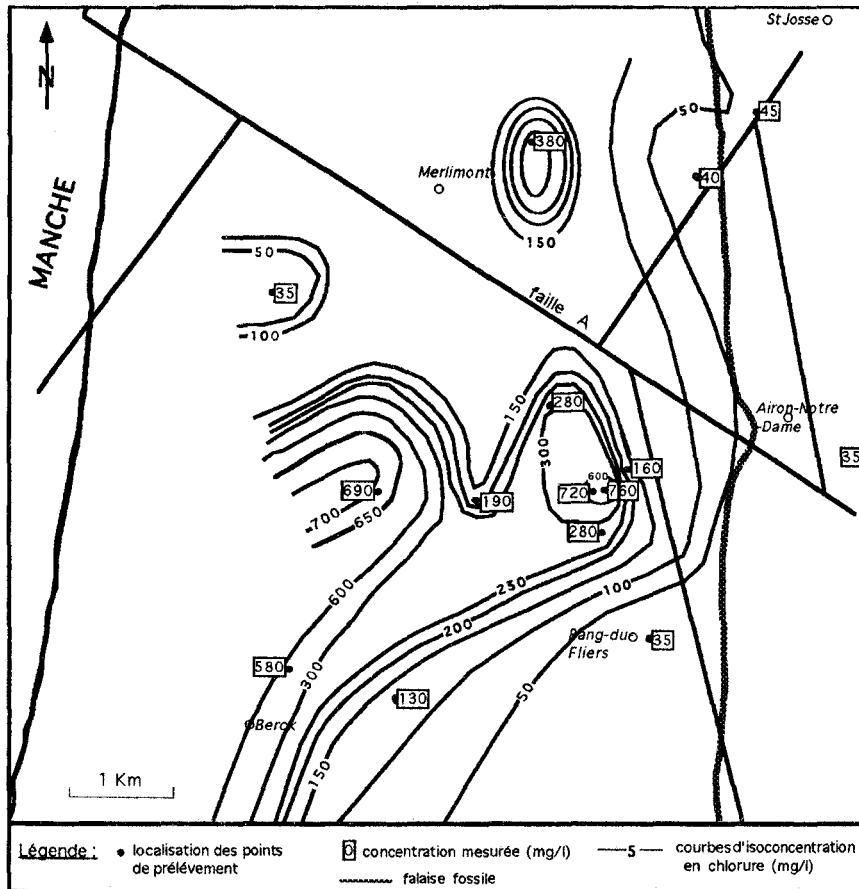 St Josse
N
50
45
380
40
Merlimont
MANCHE
150
50
35
100
faille A
150
280
Airon-Notre
-Dame
300
160
35
600
690
720
760
190
700
650
280
600
230
100
200
Rang-du-
Fliers
35
580
300
50
130
Berck
150
1 Km
Légende :
localisation des points
de prélévement
0 concentration mesurée (mg/l)
falaise fossile
5 courbes d'isoconcentration
en chlorure (mg/l)